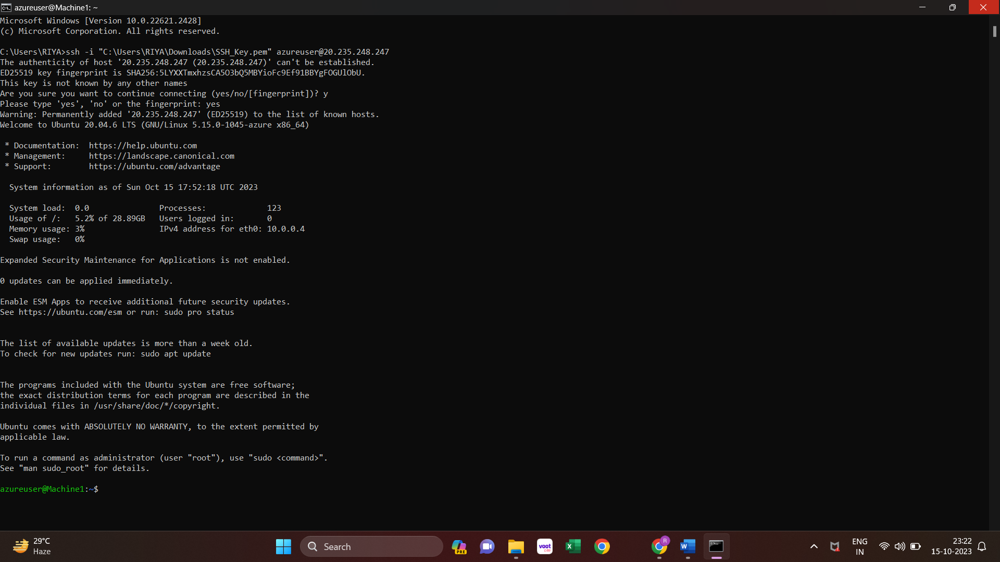 azureuser@Machine1: ~
Microsoft Windows [Version 10.0.22621.2428]
(c) Microsoft Corporation. All rights reserved.
C:\Users\RIYA>ssh -i "C:\Users\RIYA\Downloads\SSH_Key.pem" azureuser@20.235.248.247
The authenticity of host '20.235.248.247 (20.235.248.247)' can't be established.
ED25519 key fingerprint is SHA256:5LYXXTmxhzsCA5O3bQ5MBYioFc9Ef91BBYgFOGUlObU.
This key is not known by any other names
Are you sure you want to continue connecting (yes/no/[fingerprint])? y
Please type 'yes', 'no' or the fingerprint: yes
Warning: Permanently added '20.235.248.247' (ED25519) to the list of known hosts.
Welcome to Ubuntu 20.04.6 LTS (GNU/Linux 5.15.0-1045-azure x86_64)
* Documentation:  https://help.ubuntu.com
* Management:     https://landscape.canonical.com
* Support:        https://ubuntu.com/advantage
System information as of Sun Oct 15 17:52:18 UTC 2023
System load:  0.0               Processes:             123
Usage of /:   5.2% of 28.89GB   Users logged in:       0
Memory usage: 3%                IPv4 address for eth0: 10.0.0.4
Swap usage:   0%
Expanded Security Maintenance for Applications is not enabled.
0 updates can be applied immediately.
Enable ESM Apps to receive additional future security updates.
See https://ubuntu.com/esm or run: sudo pro status
The list of available updates is more than a week old.
To check for new updates run: sudo apt update
The programs included with the Ubuntu system are free software;
the exact distribution terms for each program are described in the
individual files in /usr/share/doc/*/copyright.
Ubuntu comes with ABSOLUTELY NO WARRANTY, to the extent permitted by
applicable law.
To run a command as administrator (user "root"), use "sudo <command>".
See "man sudo_root" for details.
azureuser@Machine1:~$
29°C
Haze
Search
PRE
voot
Lite
X
R
W
ENG
IN
23:22
15-10-2023